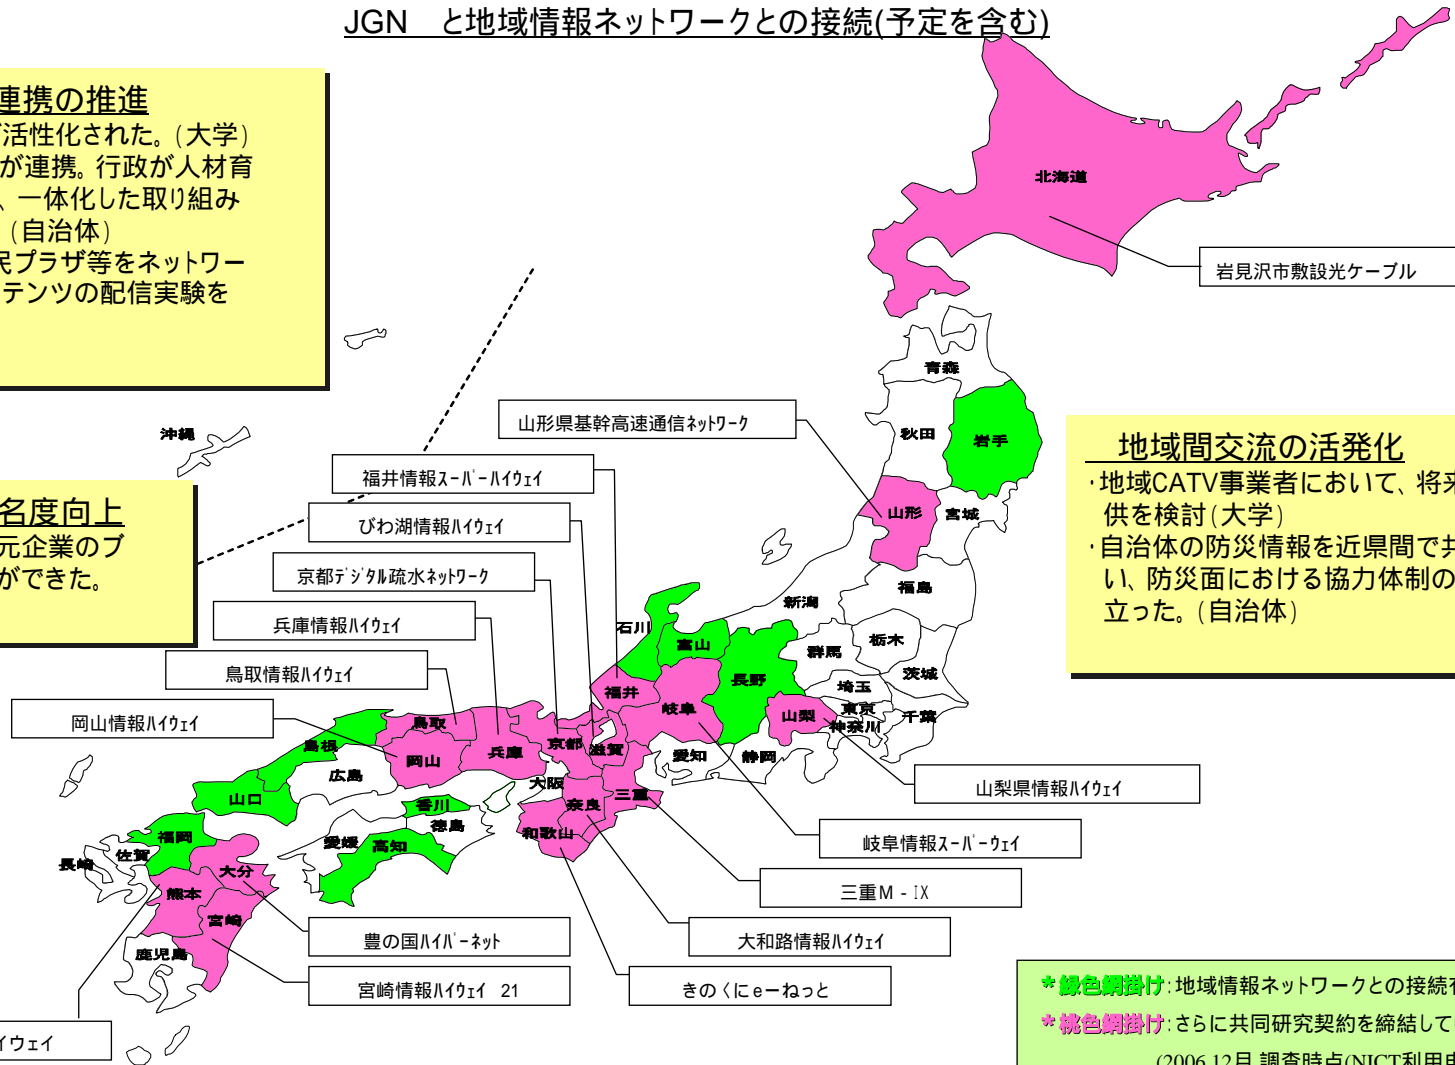 JGN　と地域情報ネットワークとの接続(予定を含む)
連携の推進
活性化された。(大学)
が連携。行政が人材育
、一体化した取り組み
(自治体)
民プラザ等をネットワー
テンツの配信実験を
北海道
岩見沢市敷設光ケーブル
青森
秋田
岩手
山形県基幹高速通信ネットワーク
沖縄
地域間交流の活発化
・地域CATV事業者において、将来
供を検討(大学)
・自治体の防災情報を近県間で共
い、防災面における協力体制の
立った。(自治体)
福井情報スーパーハイウェイ
名度向上
元企業のブ
ができた。
びわ湖情報ハイウェイ
山形
宮城
京都デジタル疏水ネットワーク
福島
新潟
兵庫情報ハイウェイ
石川
富山
群馬
栃木
鳥取情報ハイウェイ
長野
茨城
福井
埼玉
岐阜
山梨
東京
千葉
神奈川
岡山情報ハイウェイ
鳥取
島根
岡山
兵庫
京都
滋賀
愛知
静岡
広島
大阪
山梨県情報ハイウェイ
山口
香川
奈良
三重
徳島
和歌山
福岡
愛媛
高知
岐阜情報スーパーウェイ
佐賀
長崎
大分
熊本
三重M-IX
宮崎
豊の国ハイパーネット
大和路情報ハイウェイ
鹿児島
宮崎情報ハイウェイ 21
きのくにeーねっと
イウェイ
*緑色網掛け:地域情報ネットワークとの接続
*桃色網掛け:さらに共同研究契約を締結して
(2006.12月 調査時点(NICT利用